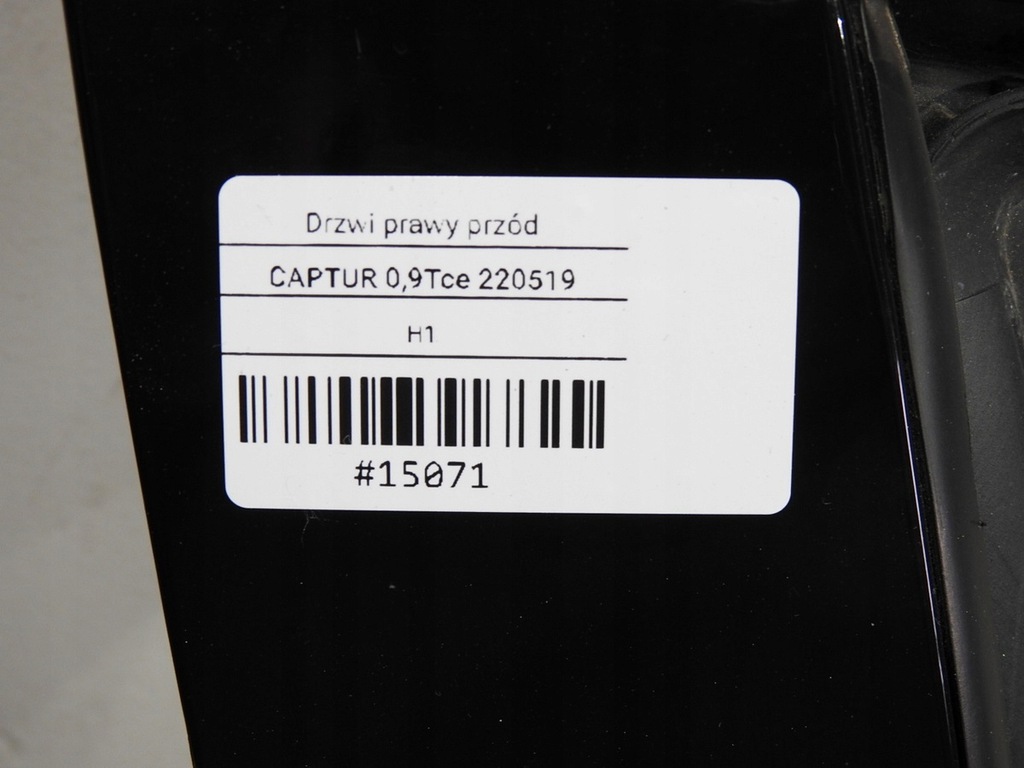 Drzwi prawy przód
CAPTUR 0,9Tce 220519
H1
#15071